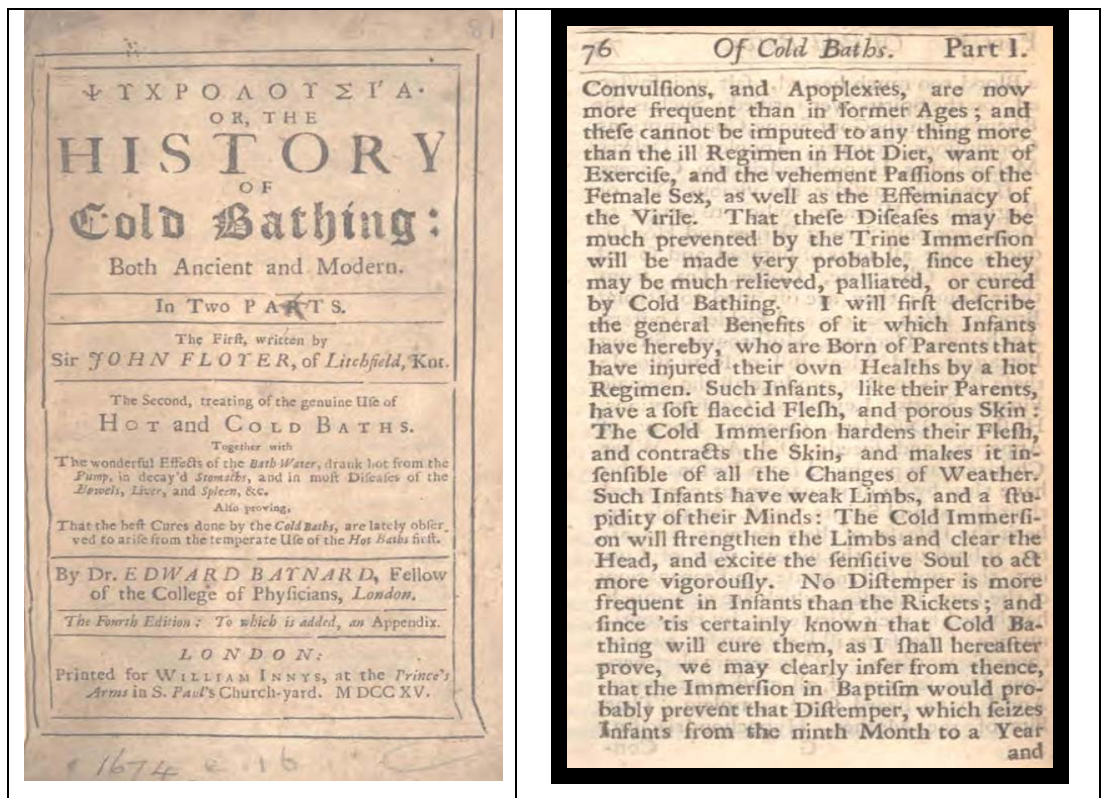 81
ΨΥΧΡΟΛΟΥΣΙ'Α·
OR, THE
HISTORY
OF
Cold Bathing:
Both Ancient and Modern.
In Two PARTS.
The Firſt, written by
Sir JOHN FLOYER, of Litchfield, Knt.
The Second, treating of the genuine Uſe of
HOT and COLD BATHS.
Together with
The wonderful Effects of the Bath Water, drank hot from the
Pump, in decay'd Stomachs, and in moſt Diſeaſes of the
Bowels, Liver, and Spleen, &c.
Alſo proving,
That the beſt Cures done by the Cold Baths, are lately obſer-
ved to ariſe from the temperate Uſe of the Hot Baths firſt.
By Dr. EDWARD BAYNARD, Fellow
of the College of Phyſicians, London.
The Fourth Edition: To which is added, an Appendix.
LONDON:
Printed for WILLIAM INNYS, at the Prince's
Arms in S. Paul's Church-yard. MDCCXV.
1674 e. 16
76 Of Cold Baths. Part I.
Convulſions, and Apoplexies, are now
more frequent than in former Ages; and
theſe cannot be imputed to any thing more
than the ill Regimen in Hot Diet, want of
Exerciſe, and the vehement Paſſions of the
Female Sex, as well as the Effeminacy of
the Virile. That theſe Diſeaſes may be
much prevented by the Trine Immerſion
will be made very probable, ſince they
may be much relieved, palliated, or cured
by Cold Bathing. I will firſt deſcribe
the general Benefits of it which Infants
have hereby, who are Born of Parents that
have injured their own Healths by a hot
Regimen. Such Infants, like their Parents,
have a ſoft flaccid Fleſh, and porous Skin:
The Cold Immerſion hardens their Fleſh,
and contracts the Skin, and makes it in-
ſenſible of all the Changes of Weather.
Such Infants have weak Limbs, and a ſtu-
pidity of their Minds: The Cold Immerſi-
on will ſtrengthen the Limbs and clear the
Head, and excite the ſenſitive Soul to act
more vigorouſly. No Diſtemper is more
frequent in Infants than the Rickets; and
ſince 'tis certainly known that Cold Ba-
thing will cure them, as I ſhall hereafter
prove, we may clearly infer from thence,
that the Immerſion in Baptiſm would pro-
bably prevent that Diſtemper, which ſeizes
Infants from the ninth Month to a Year
and